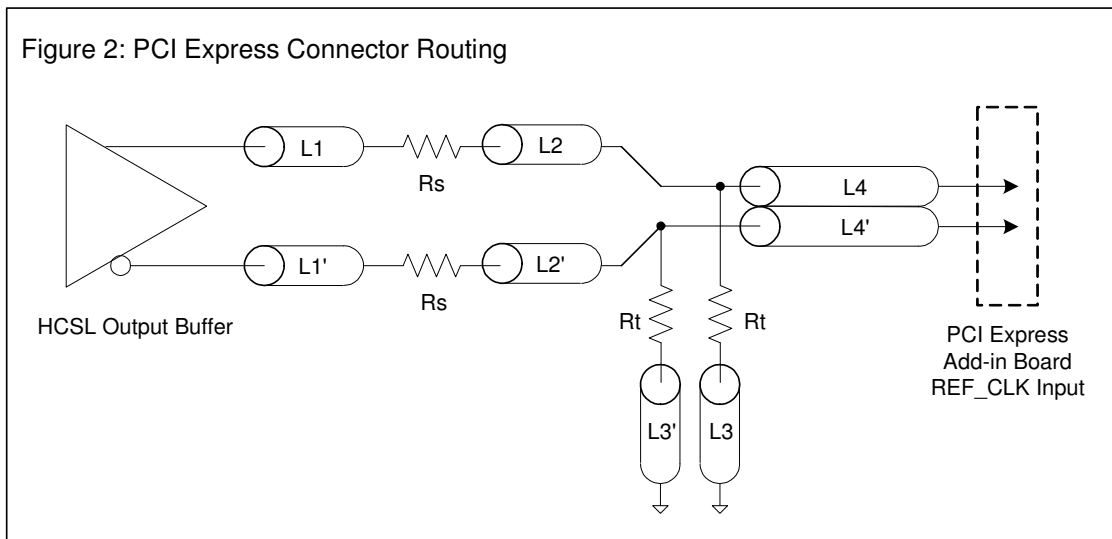 Figure 2: PCI Express Connector Routing
L1
Rs
L2
L4
L4'
L1'
Rs
L2'
HCSL Output Buffer
Rt
Rt
L3'
L3
PCI Express
Add-in Board
REF_CLK Input